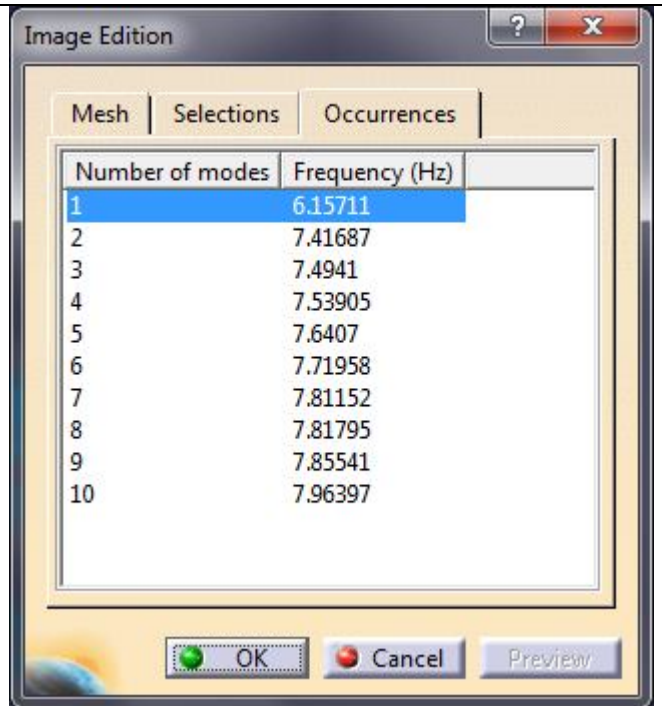 Image Edition
? X
Mesh Selections Occurrences
Number of modes Frequency (Hz)
1 6.15711
2 7.41687
3 7.4941
4 7.53905
5 7.6407
6 7.71958
7 7.81152
8 7.81795
9 7.85541
10 7.96397
OK Cancel Preview